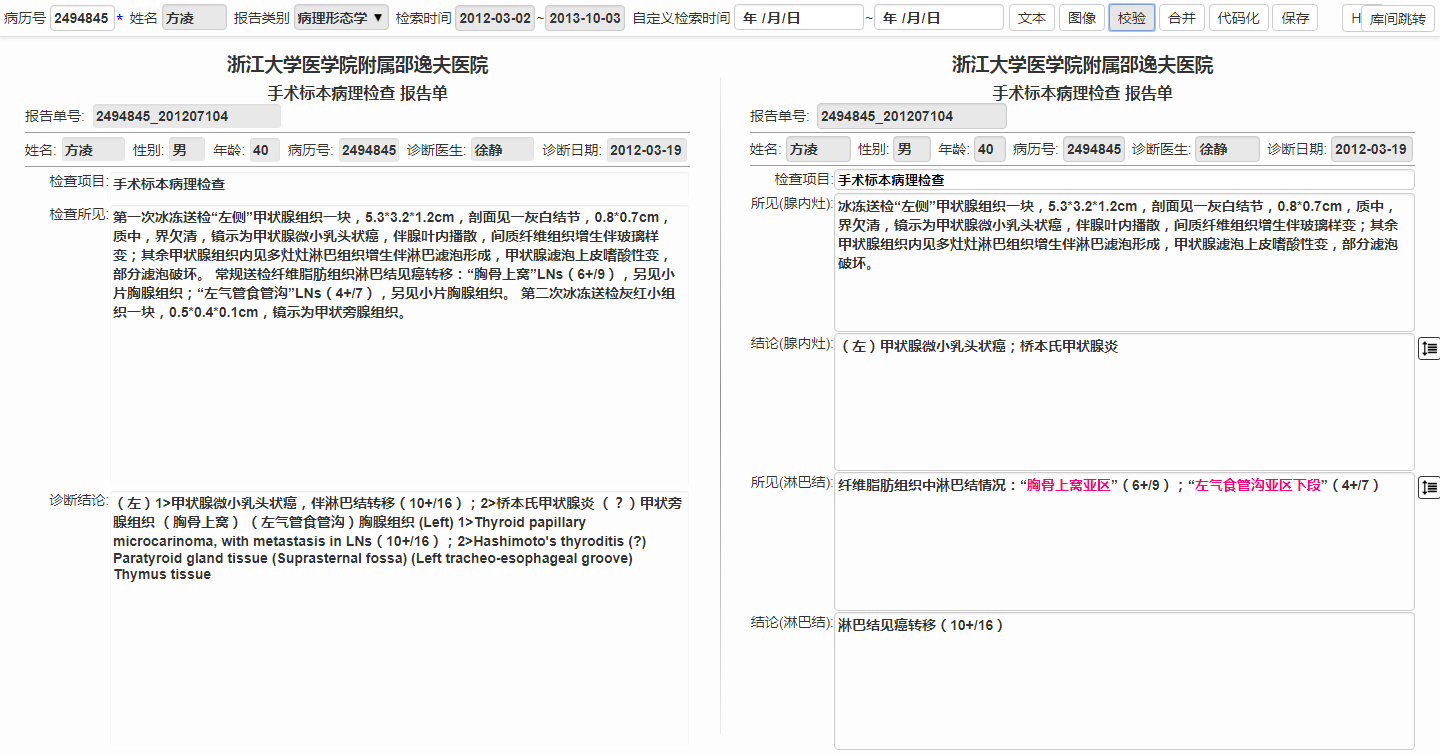 病历号 2494845 * 姓名 方凌 报告类别 病理形态学 ▼ 检索时间 2012-03-02 ~ 2013-10-03 自定义检索时间 年 /月/日 ~ 年 /月/日 文本 图像 校验 合并 代码化 保存 H 库间跳转
浙江大学医学院附属邵逸夫医院
手术标本病理检查 报告单
报告单号: 2494845_201207104
姓名: 方凌 性别: 男 年龄: 40 病历号: 2494845 诊断医生: 徐静 诊断日期: 2012-03-19
检查项目: 手术标本病理检查
检查所见: 第一次冰冻送检“左侧”甲状腺组织一块，5.3*3.2*1.2cm，剖面见一灰白结节，0.8*0.7cm，
质中，界欠清，镜示为甲状腺微小乳头状癌，伴腺叶内播散，间质纤维组织增生伴玻璃样
变；其余甲状腺组织内见多灶灶淋巴组织增生伴淋巴滤泡形成，甲状腺滤泡上皮嗜酸性变，
部分滤泡破坏。 常规送检纤维脂肪组织淋巴结见癌转移：“胸骨上窝”LNs（6+/9），另见小
片胸腺组织；“左气管食管沟”LNs（4+/7），另见小片胸腺组织。 第二次冰冻送检灰红小组
织一块，0.5*0.4*0.1cm，镜示为甲状旁腺组织。
诊断结论: （左）1>甲状腺微小乳头状癌，伴淋巴结转移（10+/16）；2>桥本氏甲状腺炎 （？）甲状旁
腺组织 （胸骨上窝） （左气管食管沟）胸腺组织 (Left) 1>Thyroid papillary
microcarinoma, with metastasis in LNs（10+/16）；2>Hashimoto's thyroditis (?)
Paratyroid gland tissue (Suprasternal fossa) (Left tracheo-esophageal groove)
Thymus tissue
浙江大学医学院附属邵逸夫医院
手术标本病理检查 报告单
报告单号: 2494845_201207104
姓名: 方凌 性别: 男 年龄: 40 病历号: 2494845 诊断医生: 徐静 诊断日期: 2012-03-19
检查项目: 手术标本病理检查
所见(腺内灶): 冰冻送检“左侧”甲状腺组织一块，5.3*3.2*1.2cm，剖面见一灰白结节，0.8*0.7cm，质中，
界欠清，镜示为甲状腺微小乳头状癌，伴腺叶内播散，间质纤维组织增生伴玻璃样变；其余
甲状腺组织内见多灶灶淋巴组织增生伴淋巴滤泡形成，甲状腺滤泡上皮嗜酸性变，部分滤泡
破坏。
结论(腺内灶): （左）甲状腺微小乳头状癌；桥本氏甲状腺炎
所见(淋巴结): 纤维脂肪组织中淋巴结情况：“胸骨上窝亚区”（6+/9）；“左气食管沟亚区下段”（4+/7）
结论(淋巴结): 淋巴结见癌转移（10+/16）